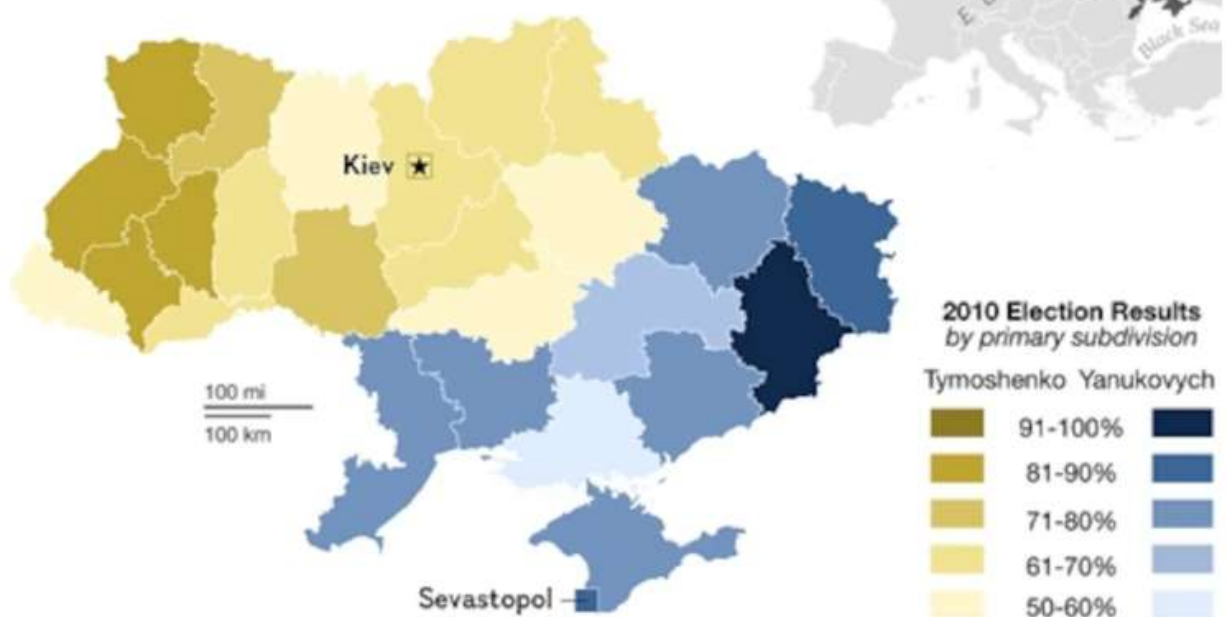 Black Sea
Kiev
100 mi
100 km
Sevastopol
2010 Election Results
by primary subdivision
Tymoshenko Yanukovych
91-100%
81-90%
71-80%
61-70%
50-60%